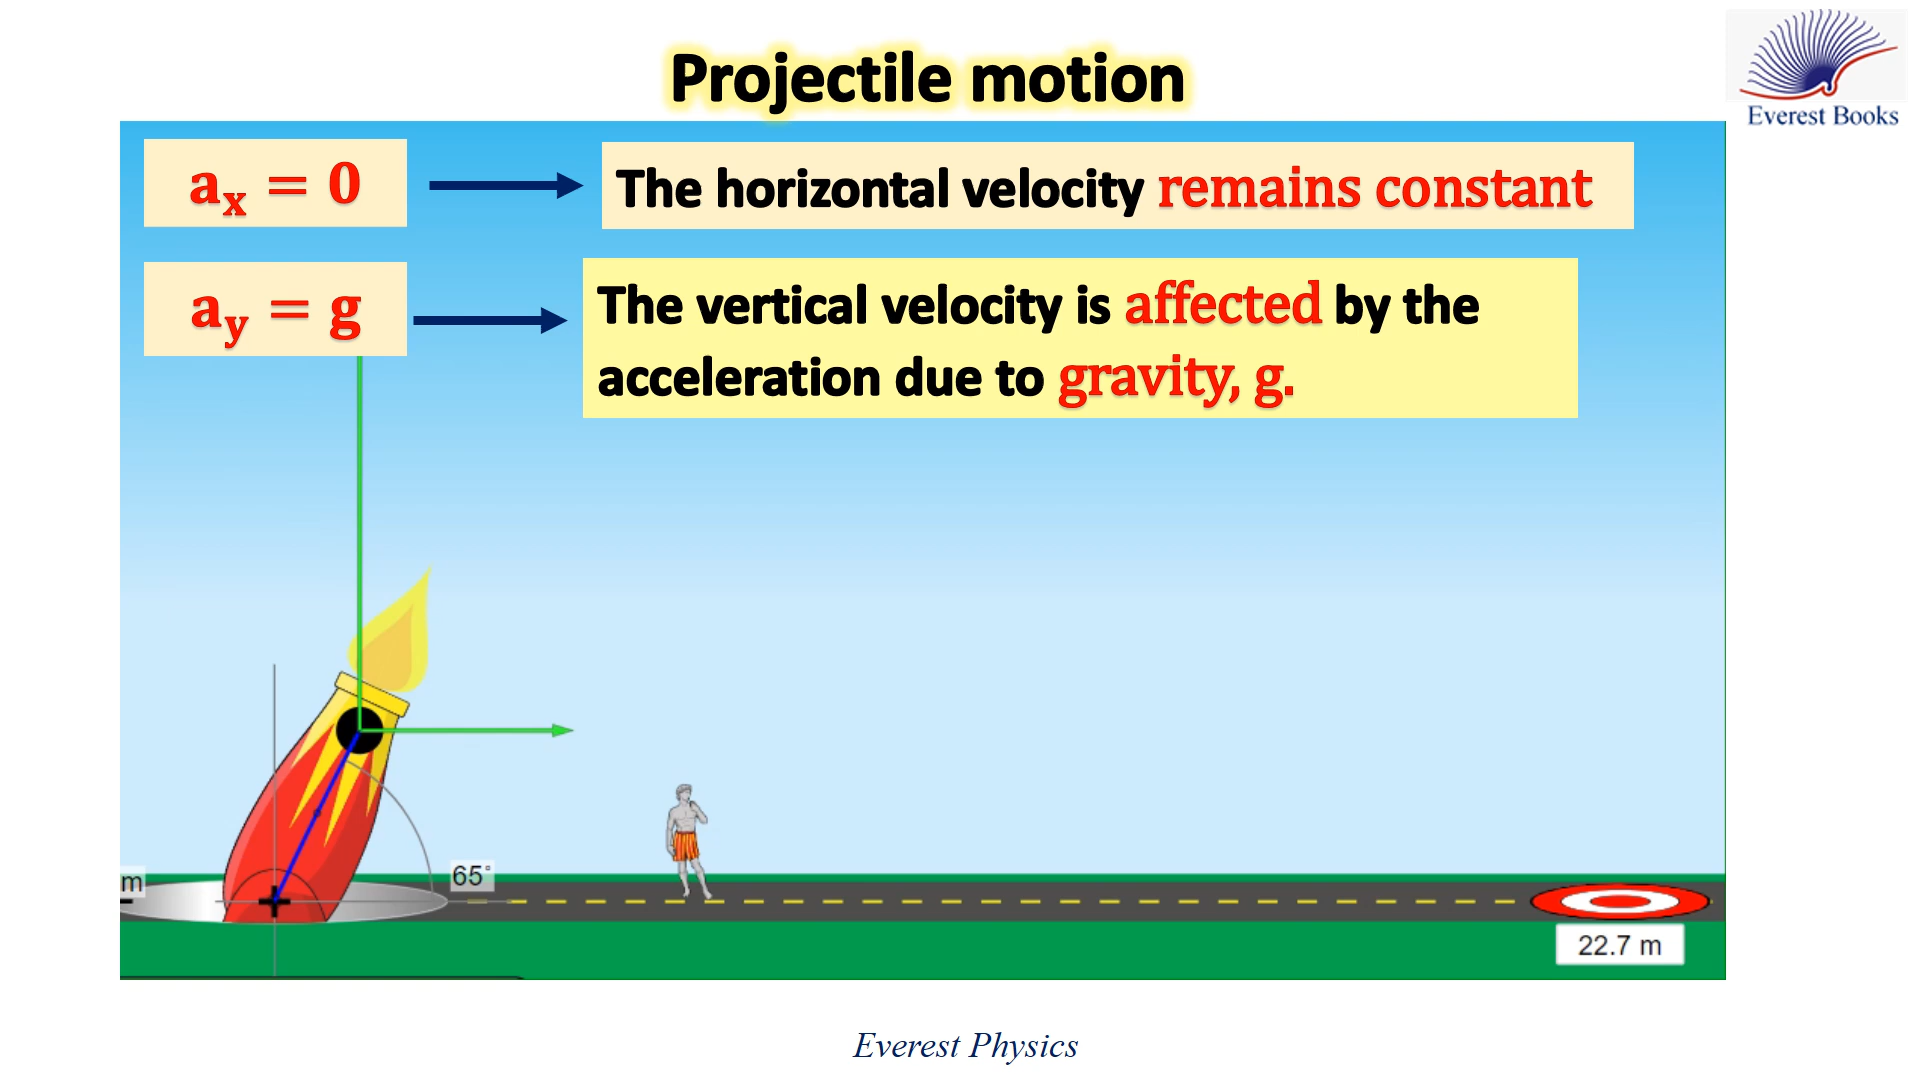 Projectile motion
Everest Books
aₓ = 0
The horizontal velocity remains constant
a_y = g
The vertical velocity is affected by the
acceleration due to gravity, g.
m
65°
22.7 m
Everest Physics